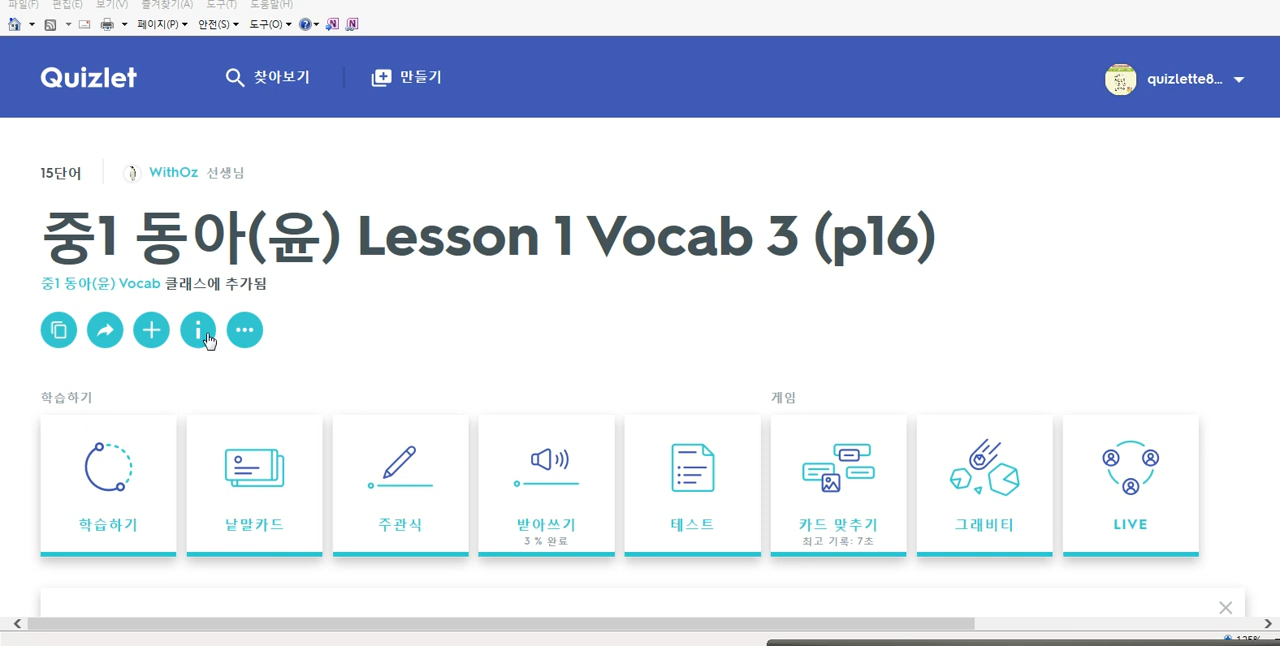 파일(F) 편집(E) 보기(V) 즐겨찾기(A) 도구(T) 도움말(H)
페이지(P) 안전(S) 도구(O)
Quizlet 찾아보기 만들기 quizlette8...
15단어 WithOz 선생님
중1 동아(윤) Lesson 1 Vocab 3 (p16)
중1 동아(윤) Vocab 클래스에 추가됨
학습하기 게임
학습하기 낱말카드 주관식 받아쓰기 테스트 카드 맞추기 그래비티 LIVE
3 % 완료 최고 기록: 7초
125%